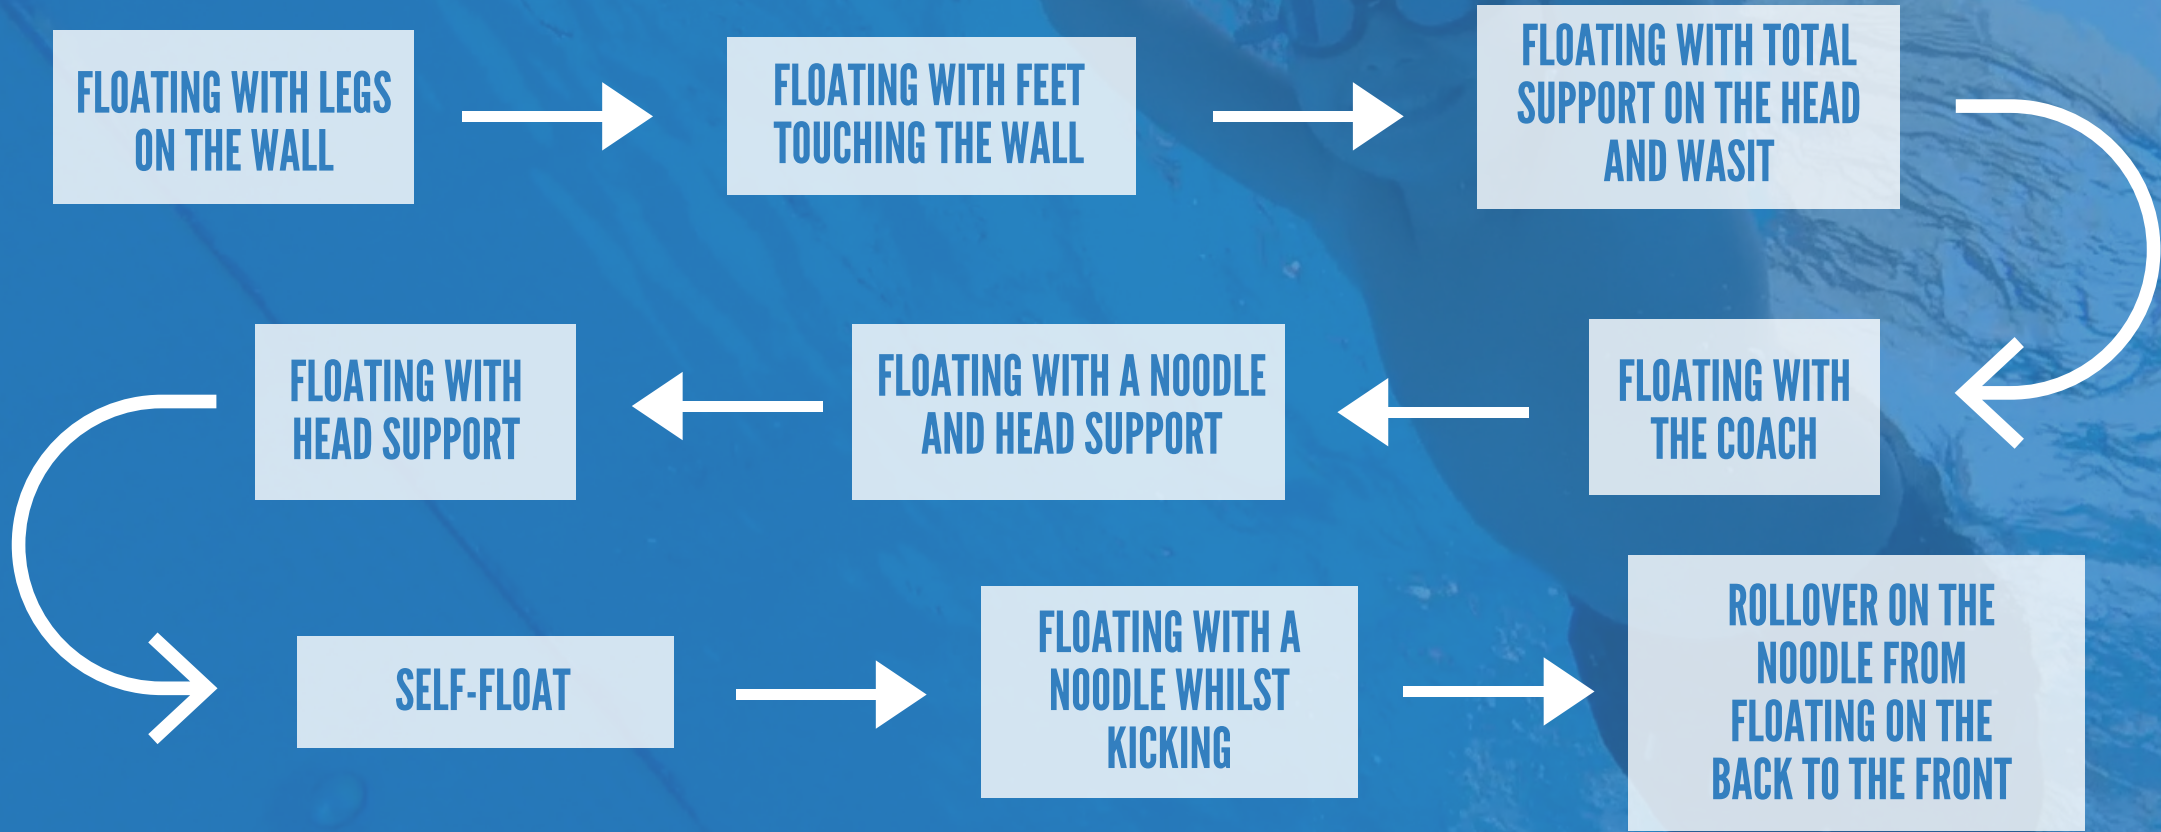 FLOATING WITH LEGS
ON THE WALL
FLOATING WITH FEET
TOUCHING THE WALL
FLOATING WITH TOTAL
SUPPORT ON THE HEAD
AND WASIT
FLOATING WITH
THE COACH
FLOATING WITH A NOODLE
AND HEAD SUPPORT
FLOATING WITH
HEAD SUPPORT
SELF-FLOAT
FLOATING WITH A
NOODLE WHILST
KICKING
ROLLOVER ON THE
NOODLE FROM
FLOATING ON THE
BACK TO THE FRONT